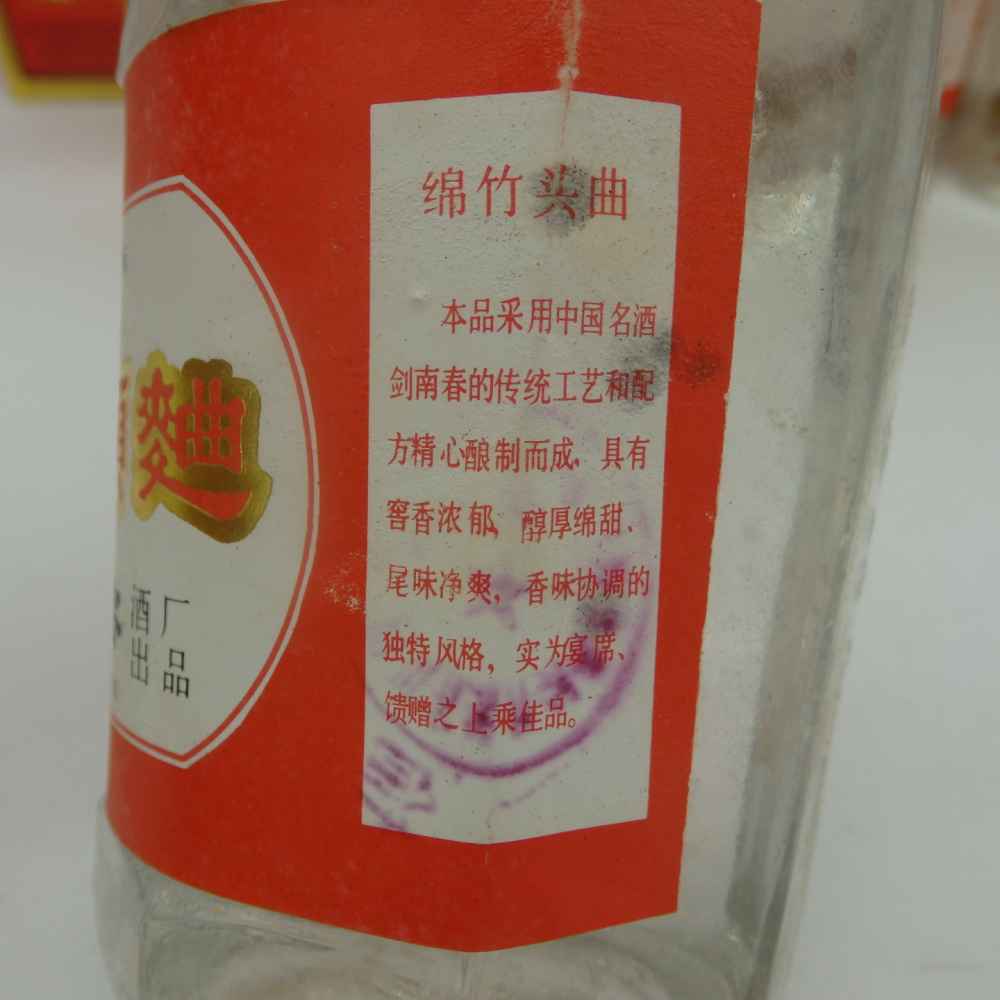 绵竹头曲
本品采用中国名酒
剑南春的传统工艺和配
方精心酿制而成，具有
窖香浓郁，醇厚绵甜、
尾味净爽，香味协调的
独特风格，实为宴席、
馈赠之上乘佳品。
麯
酒厂
出品